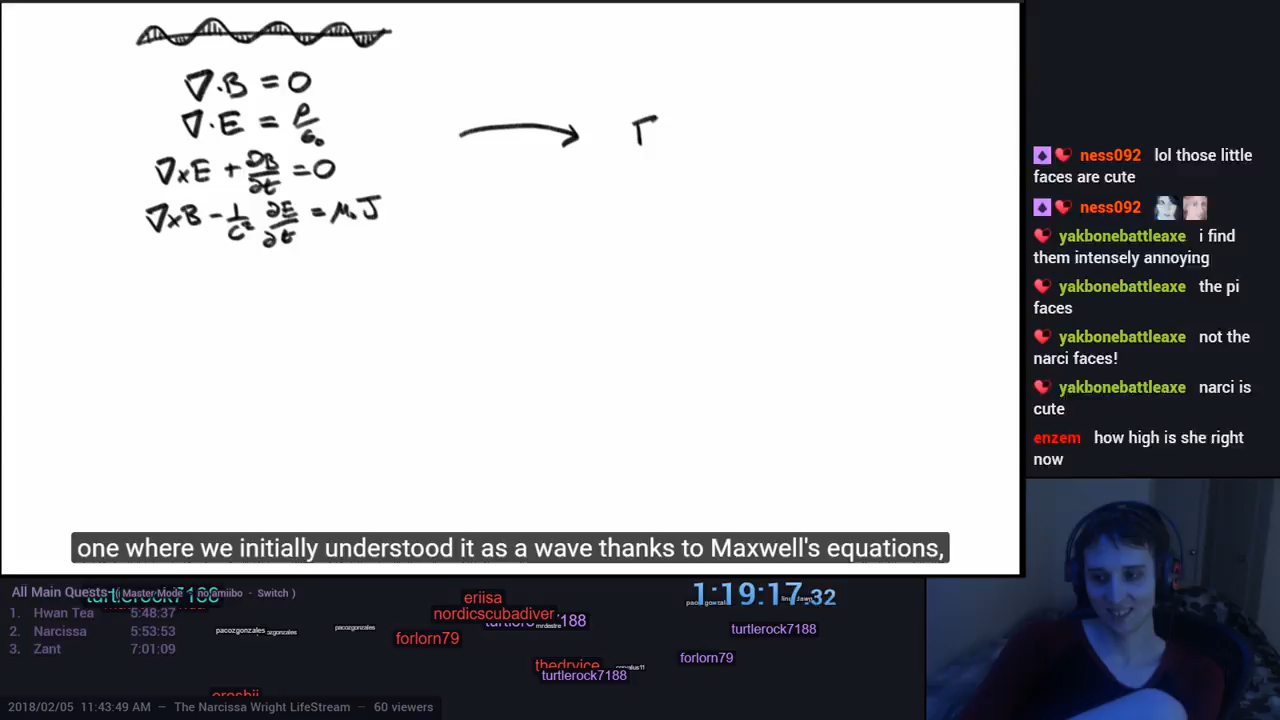 ∇·B = 0
∇·E = ρ/ε₀
∇×E + ∂B/∂t = 0
∇×B − 1/c² ∂E/∂t = μ₀J
one where we initially understood it as a wave thanks to Maxwell's equations,
ness092 lol those little
faces are cute
ness092
yakbonebattleaxe i find
them intensely annoying
yakbonebattleaxe the pi
faces
yakbonebattleaxe not the
narci faces!
yakbonebattleaxe narci is
cute
enzem how high is she right
now
All Main Quests ( Master Mode · no amiibo · Switch )
turtlerock7188
1. Hwan Tea 5:48:37
2. Narcissa 5:53:53
3. Zant 7:01:09
pacozgonzales
pacozgonzales
eriisa
nordicscubadiver
188
forlorn79
thedrvice
turtlerock7188
1:19:17.32
turtlerock7188
forlorn79
2018/02/05 11:43:49 AM — The Narcissa Wright LifeStream — 60 viewers